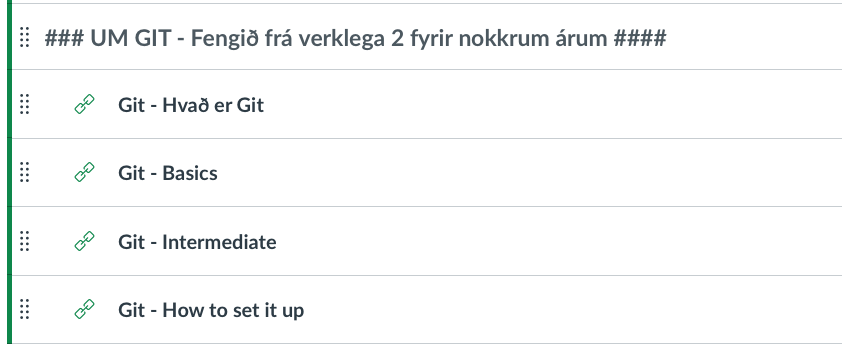 ### UM GIT - Fengið frá verklega 2 fyrir nokkrum árum ####
Git - Hvað er Git
Git - Basics
Git - Intermediate
Git - How to set it up